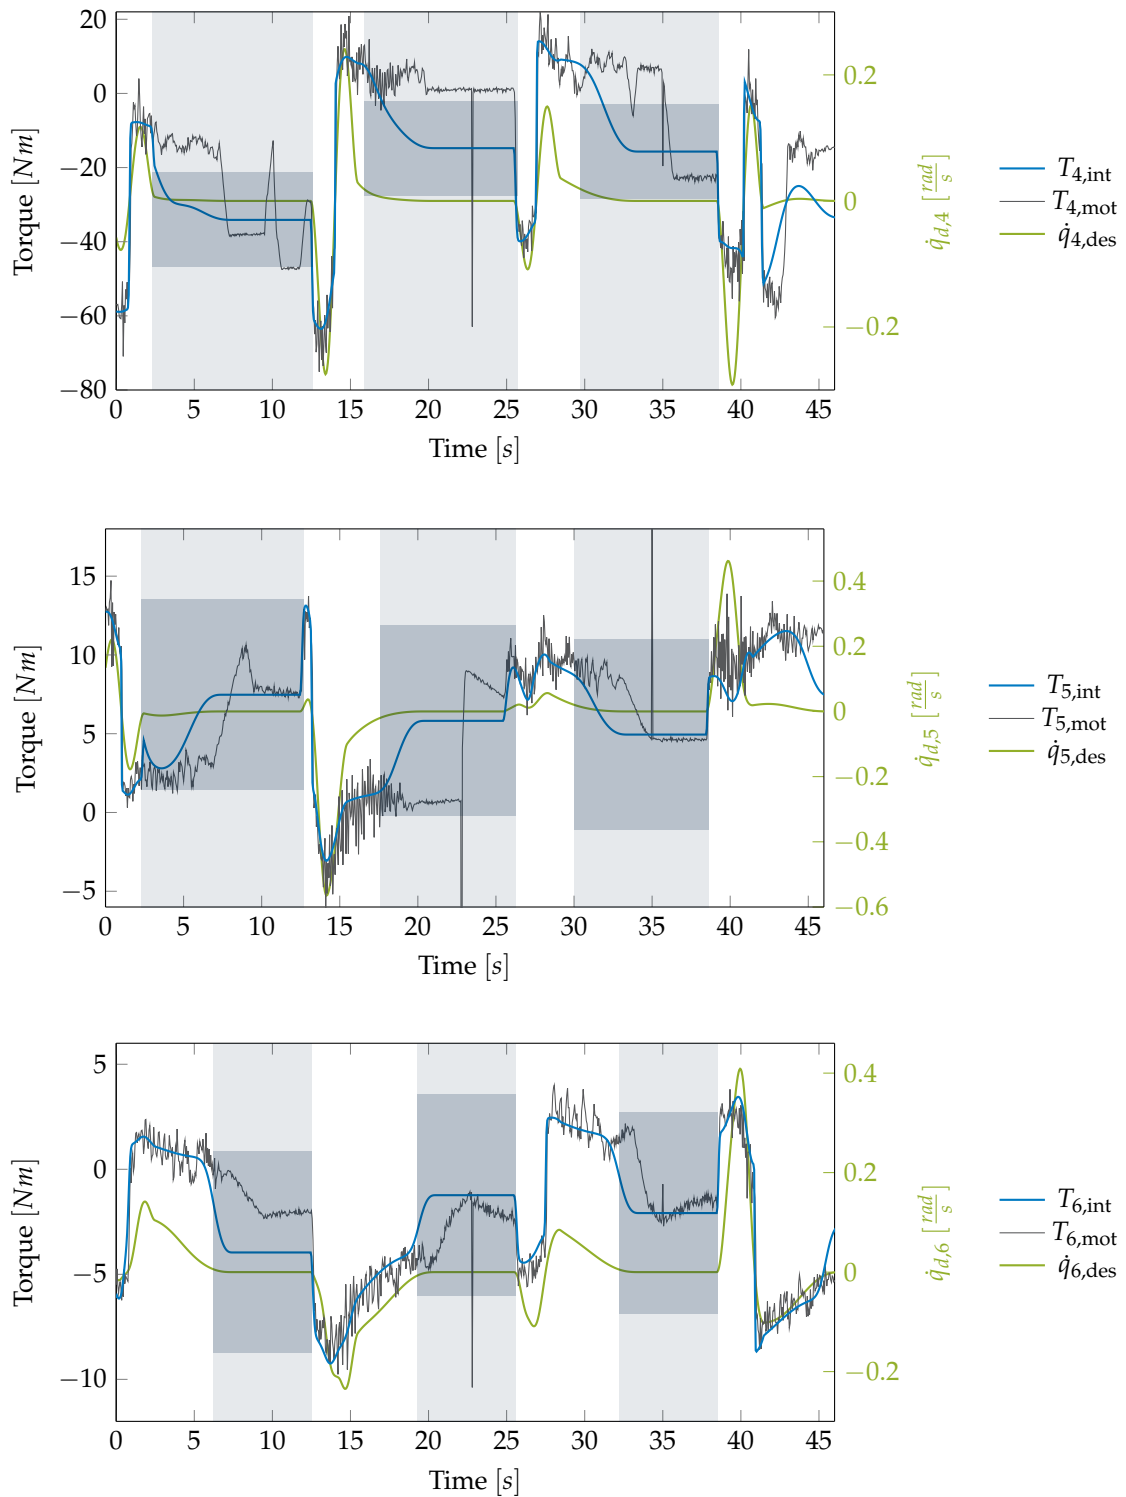 20
0
−20
−40
−60
−80
Torque [Nm]
0 5 10 15 20 25 30 35 40 45
Time [s]
0.2
0
−0.2
q̇d,4 [rad/s]
T4,int
T4,mot
q̇4,des
15
10
5
0
−5
Torque [Nm]
0 5 10 15 20 25 30 35 40 45
Time [s]
0.4
0.2
0
−0.2
−0.4
−0.6
q̇d,5 [rad/s]
T5,int
T5,mot
q̇5,des
5
0
−5
−10
Torque [Nm]
0 5 10 15 20 25 30 35 40 45
Time [s]
0.4
0.2
0
−0.2
q̇d,6 [rad/s]
T6,int
T6,mot
q̇6,des